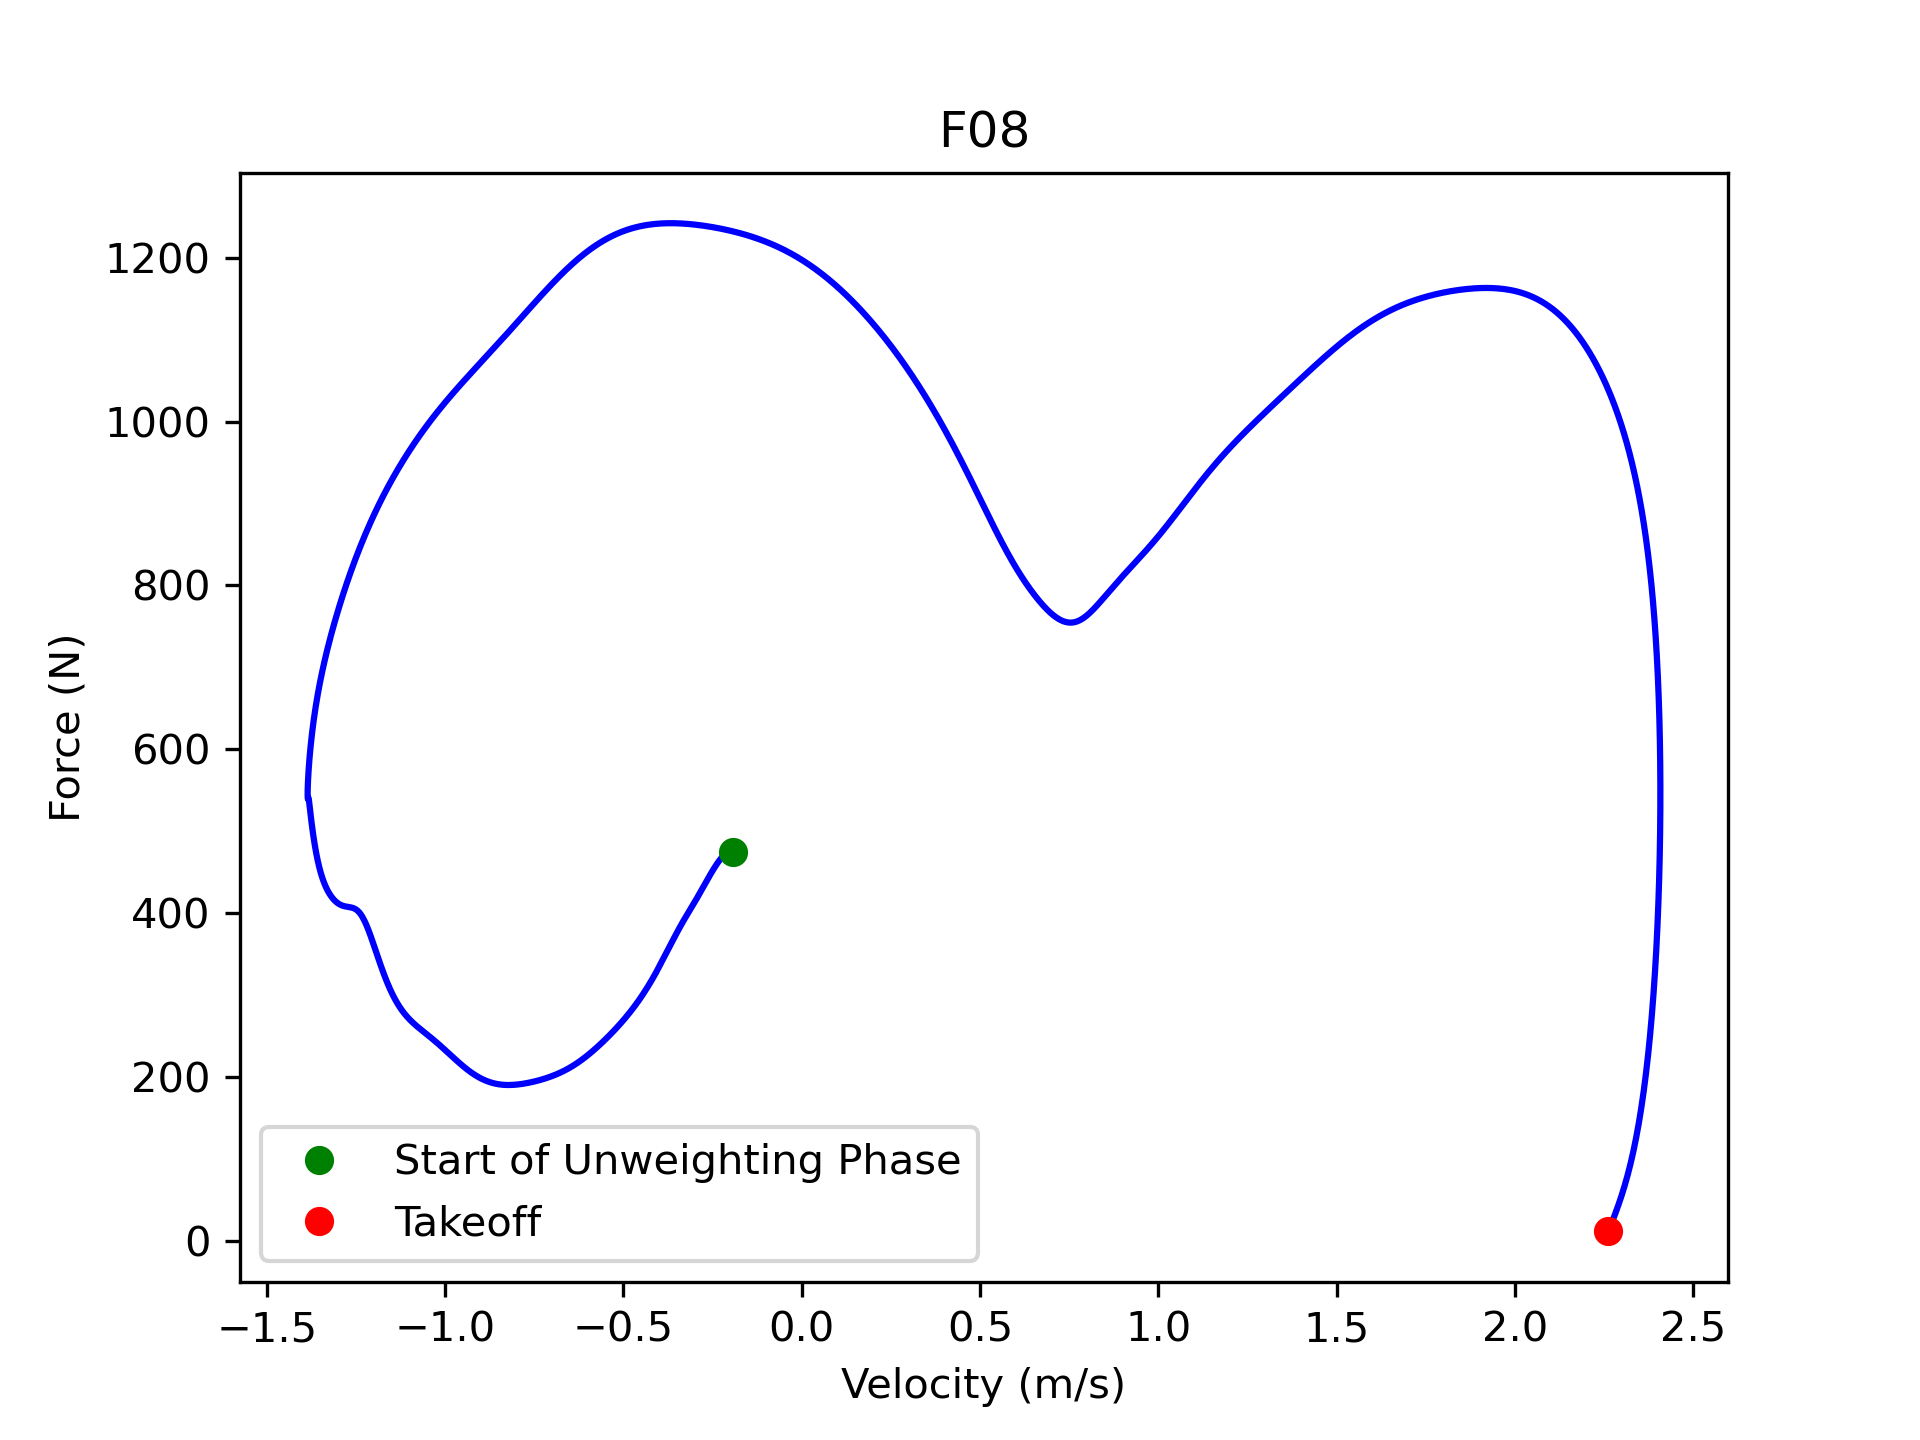 F08
1200
1000
800
600
400
200
0
Force (N)
Start of Unweighting Phase
Takeoff
−1.5 −1.0 −0.5 0.0 0.5 1.0 1.5 2.0 2.5
Velocity (m/s)